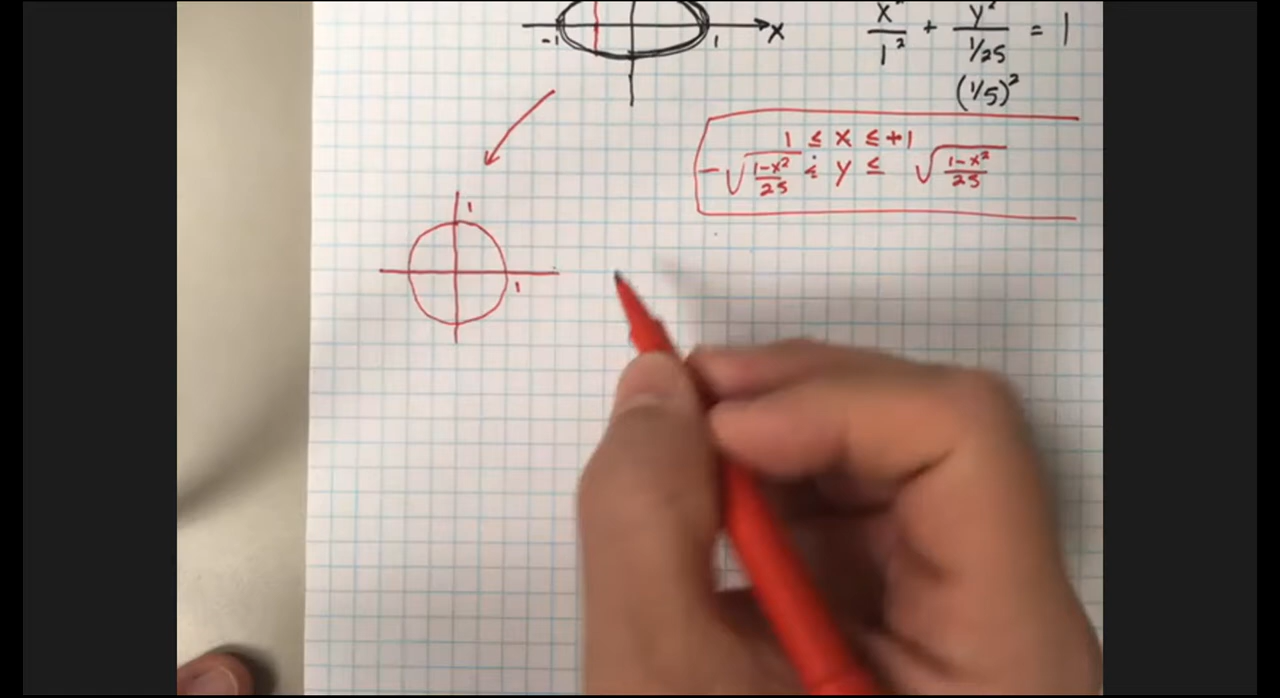 -1 1 x
x² + y² = 1
1² 1/25
(1/5)²
1 ≤ x ≤ +1
-√((1-x²)/25) ≤ y ≤ √((1-x²)/25)
1
1